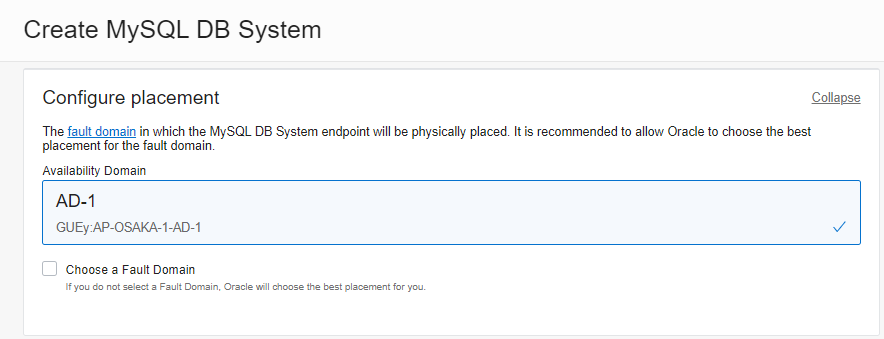 Create MySQL DB System
Configure placement
Collapse
The fault domain in which the MySQL DB System endpoint will be physically placed. It is recommended to allow Oracle to choose the best
placement for the fault domain.
Availability Domain
AD-1
GUEy:AP-OSAKA-1-AD-1
Choose a Fault Domain
If you do not select a Fault Domain, Oracle will choose the best placement for you.